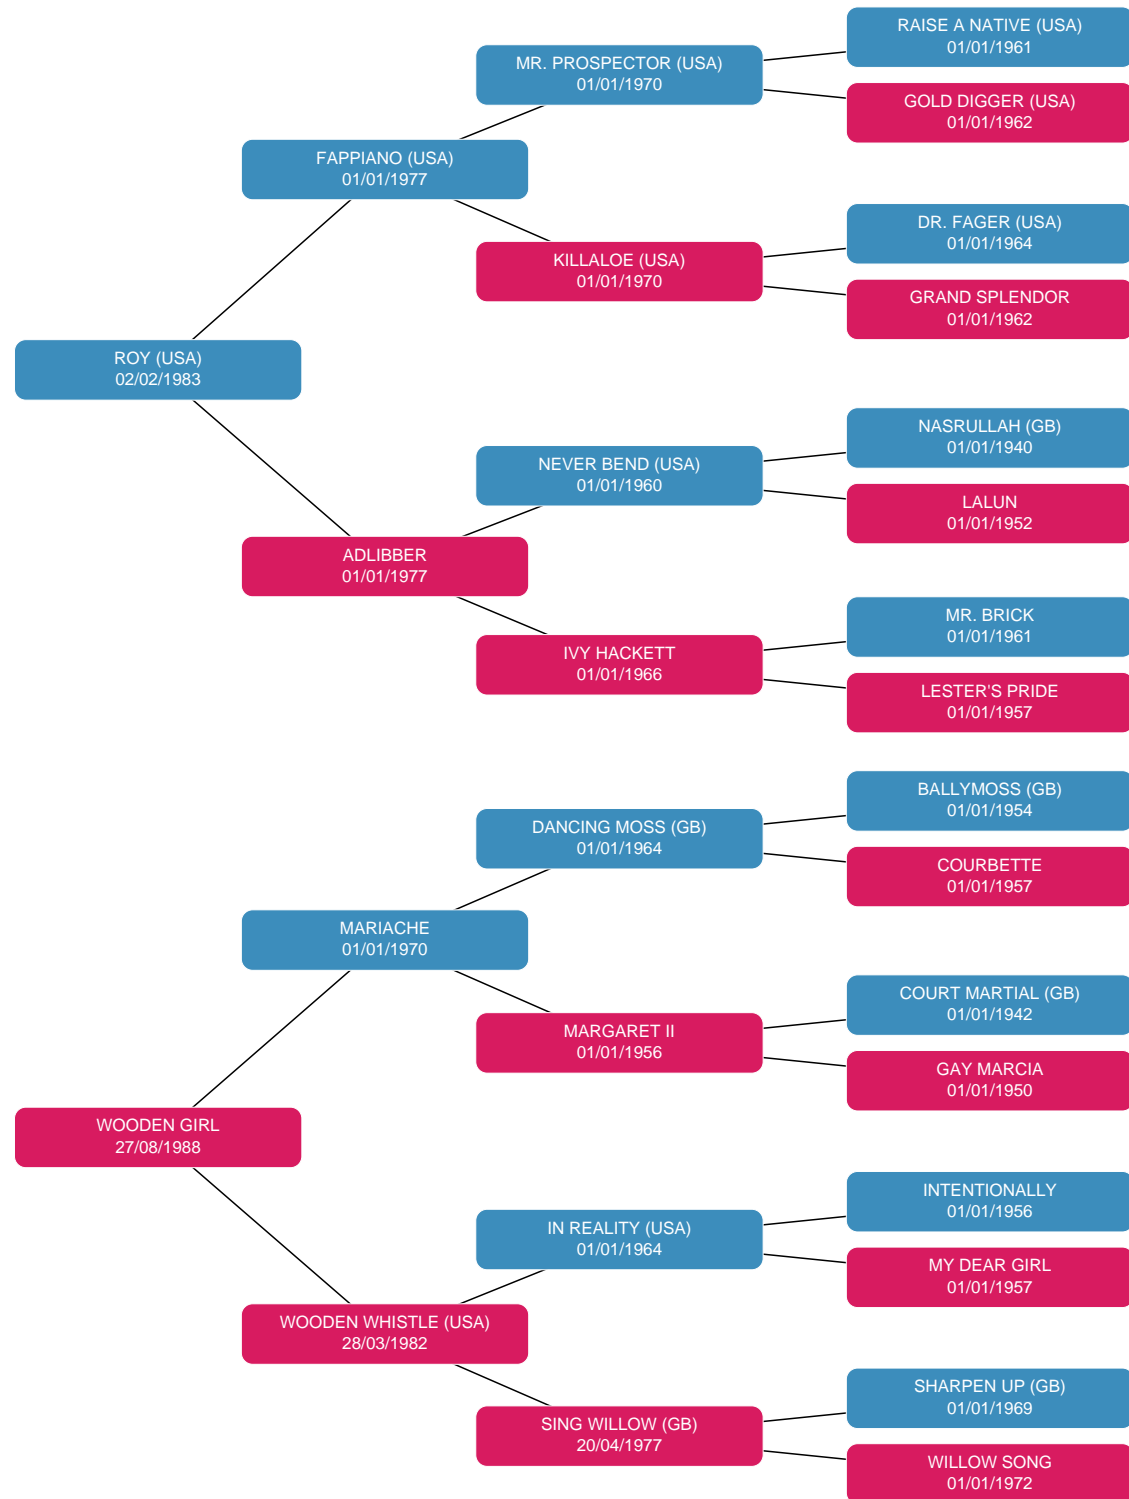 RAISE A NATIVE (USA)
01/01/1961
MR. PROSPECTOR (USA)
01/01/1970
GOLD DIGGER (USA)
01/01/1962
FAPPIANO (USA)
01/01/1977
DR. FAGER (USA)
01/01/1964
KILLALOE (USA)
01/01/1970
GRAND SPLENDOR
01/01/1962
ROY (USA)
02/02/1983
NASRULLAH (GB)
01/01/1940
NEVER BEND (USA)
01/01/1960
LALUN
01/01/1952
ADLIBBER
01/01/1977
MR. BRICK
01/01/1961
IVY HACKETT
01/01/1966
LESTER'S PRIDE
01/01/1957
BALLYMOSS (GB)
01/01/1954
DANCING MOSS (GB)
01/01/1964
COURBETTE
01/01/1957
MARIACHE
01/01/1970
COURT MARTIAL (GB)
01/01/1942
MARGARET II
01/01/1956
GAY MARCIA
01/01/1950
WOODEN GIRL
27/08/1988
INTENTIONALLY
01/01/1956
IN REALITY (USA)
01/01/1964
MY DEAR GIRL
01/01/1957
WOODEN WHISTLE (USA)
28/03/1982
SHARPEN UP (GB)
01/01/1969
SING WILLOW (GB)
20/04/1977
WILLOW SONG
01/01/1972